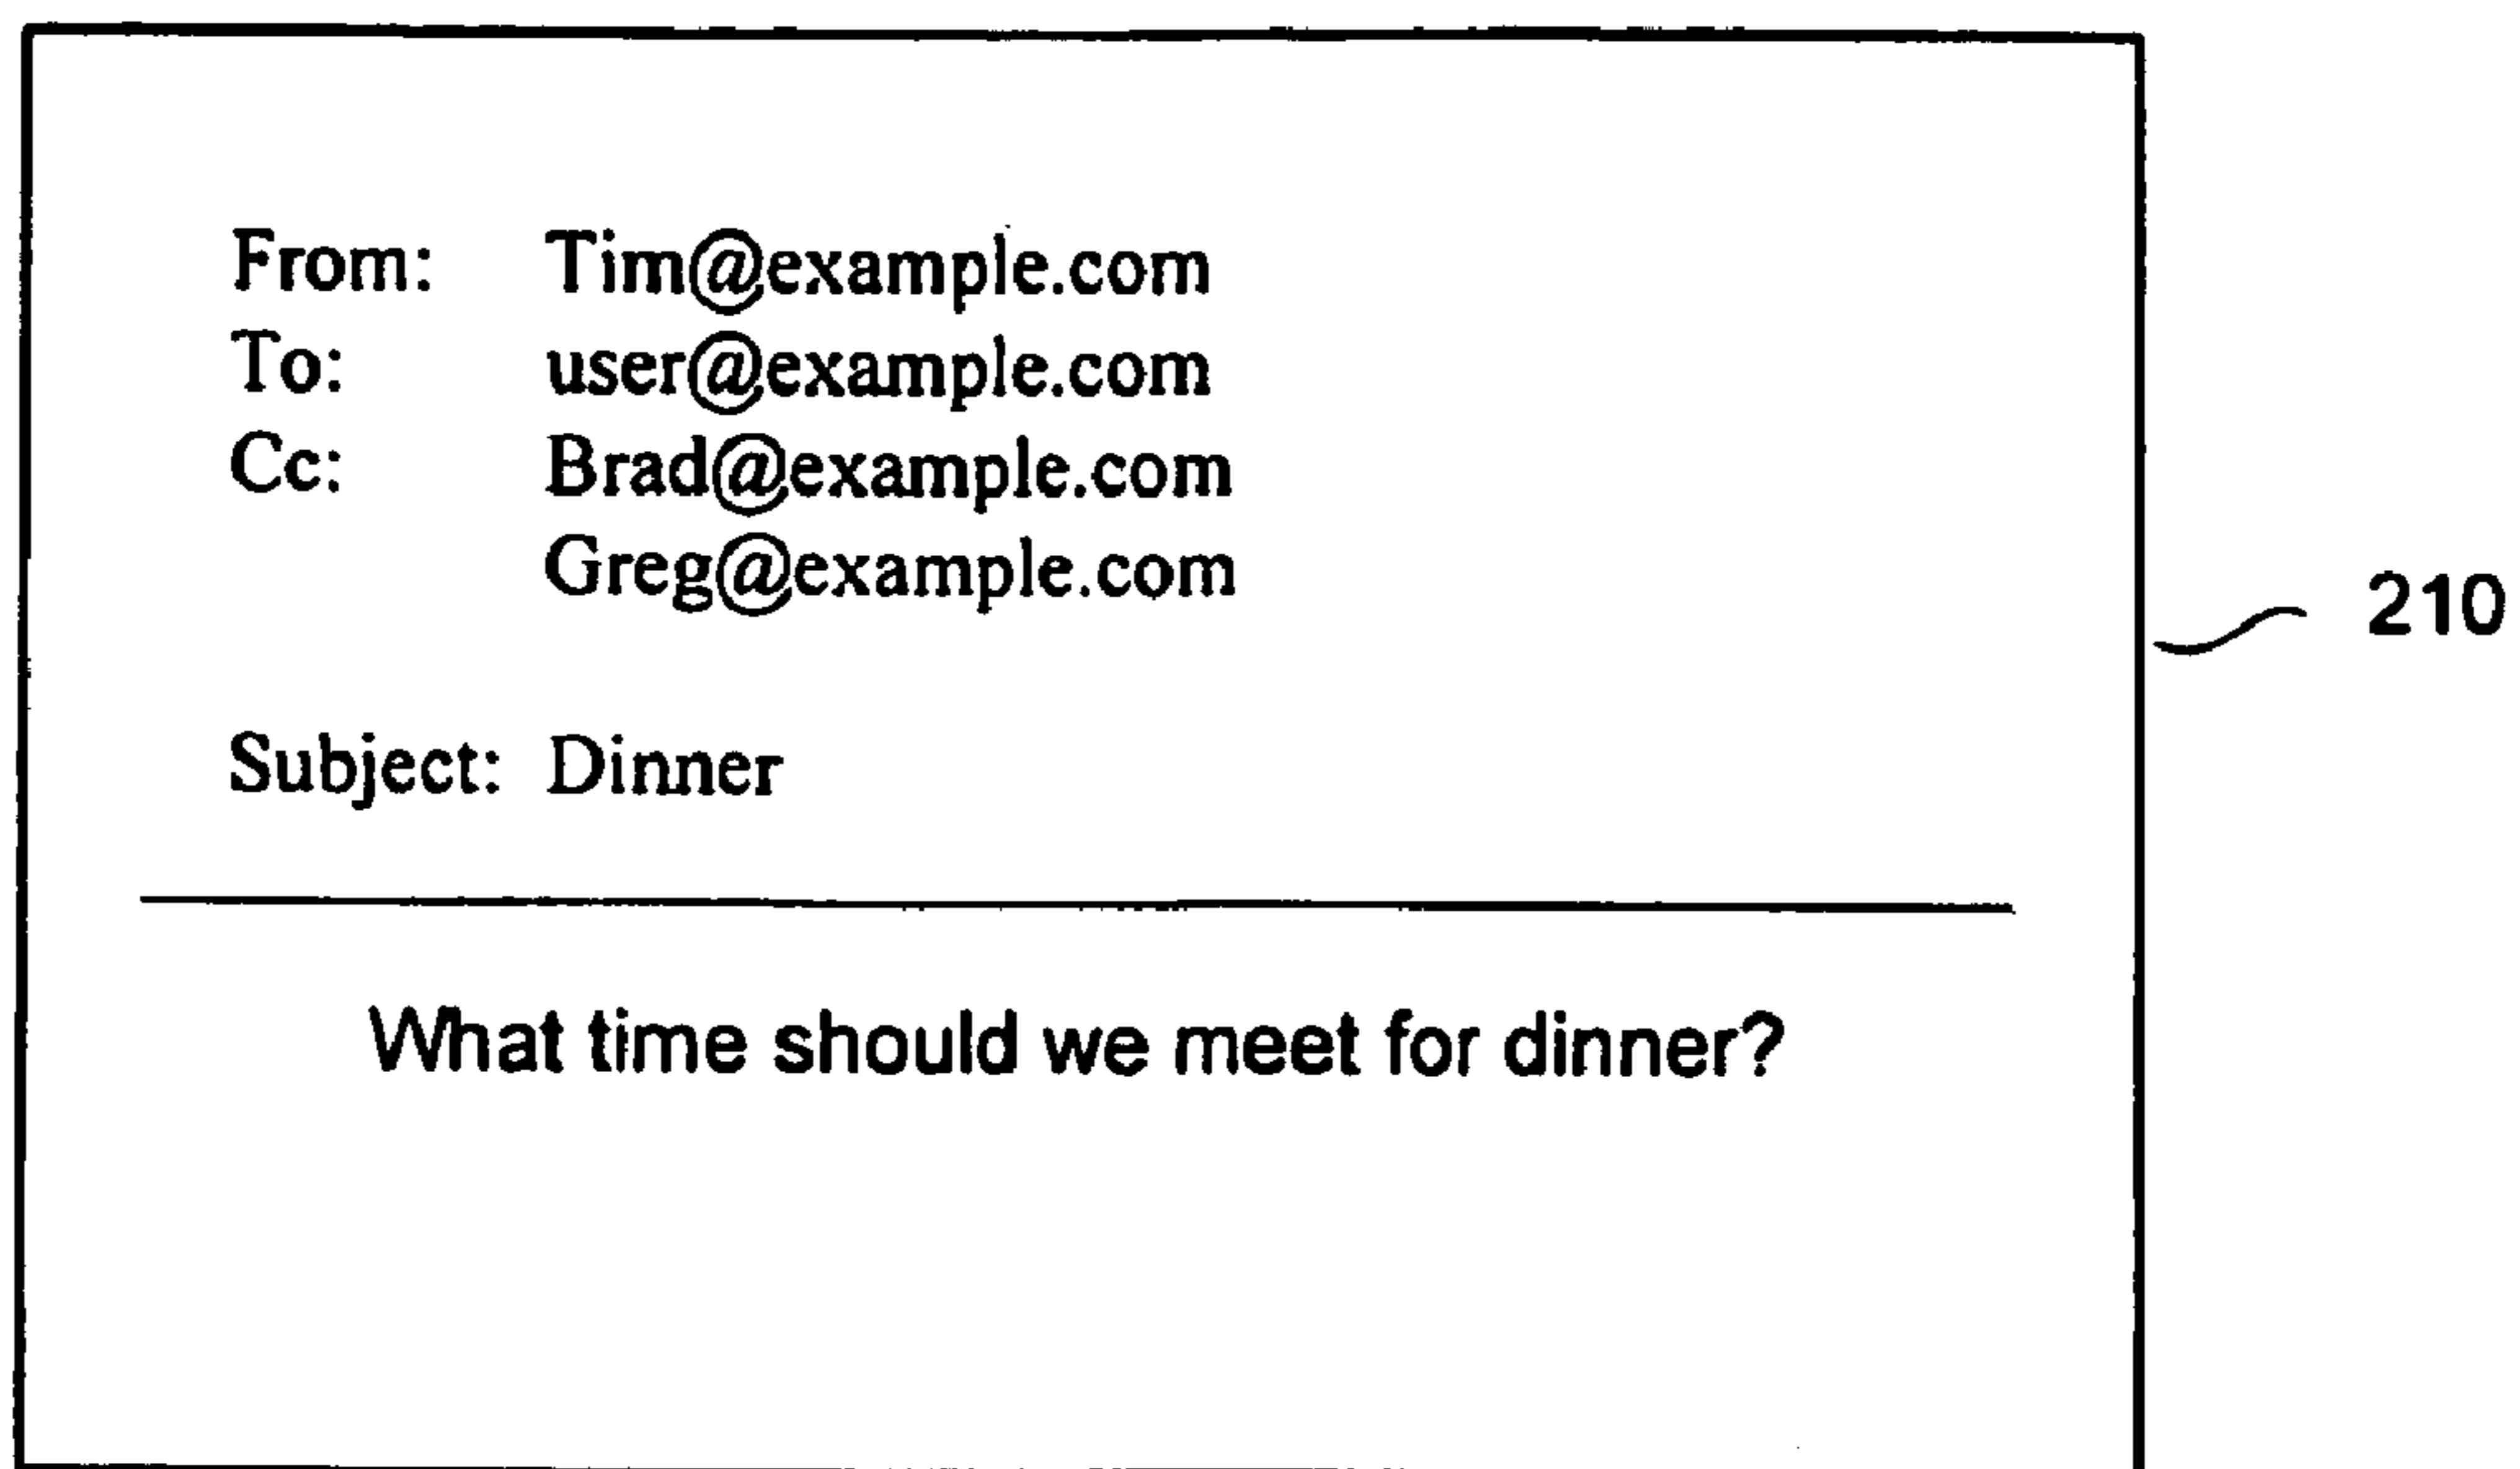 From: Tim@example.com
To: user@example.com
Cc: Brad@example.com
Greg@example.com
210
Subject: Dinner
What time should we meet for dinner?